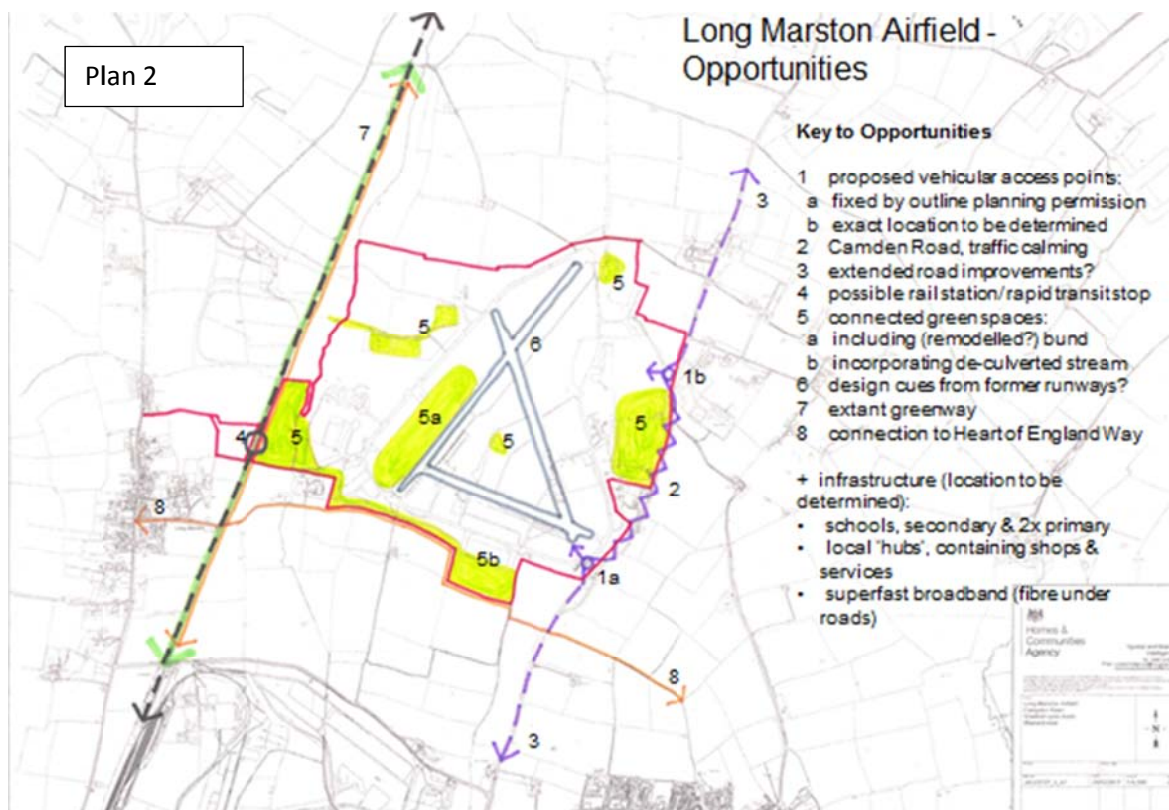 Plan 2
Long Marston Airfield -
Opportunities
Key to Opportunities
1 proposed vehicular access points:
a fixed by outline planning permission
b exact location to be determined
2 Camden Road, traffic calming
3 extended road improvements?
4 possible rail station/rapid transit stop
5 connected green spaces:
a including (remodelled?) bund
b incorporating de-culverted stream
6 design cues from former runways?
7 extant greenway
8 connection to Heart of England Way
+ infrastructure (location to be
determined):
• schools, secondary & 2x primary
• local 'hubs', containing shops &
services
• superfast broadband (fibre under
roads)
7
3
5
5
6
1b
5a
5
5
4
5
2
8
5b
1a
8
3
Homes &
Communities
Agency
N